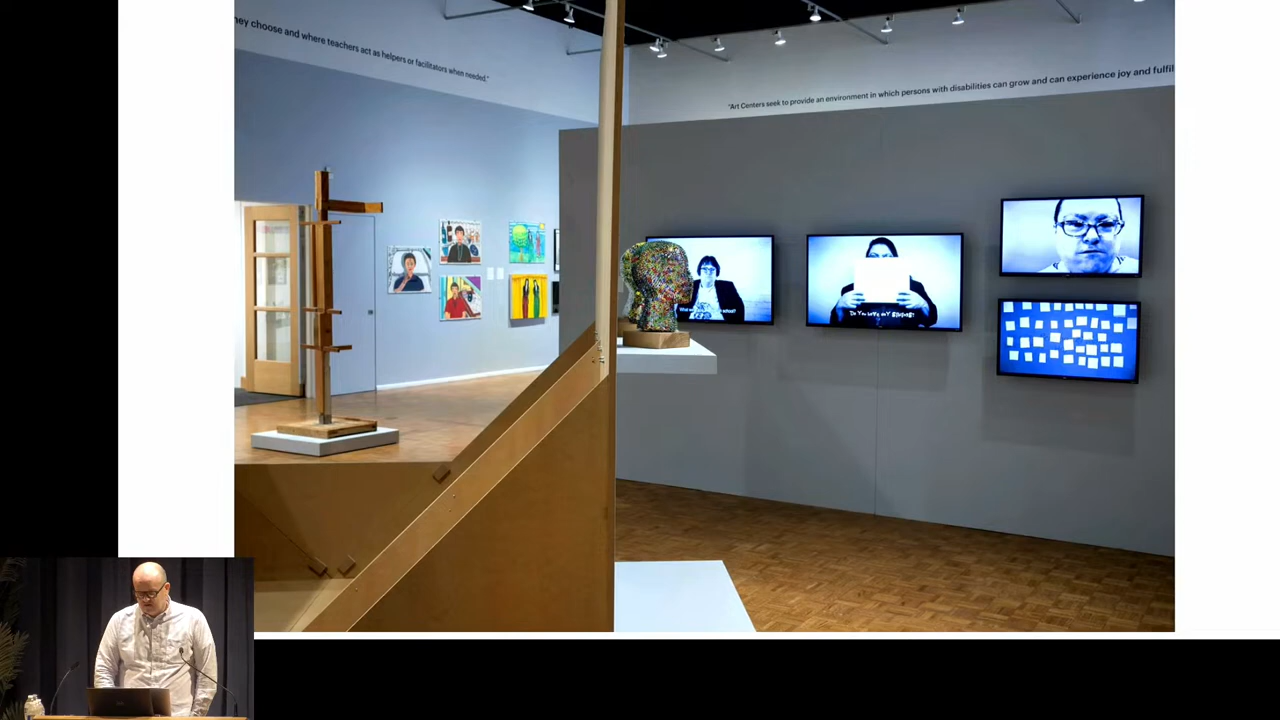 hey choose and where teachers act as helpers or facilitators when needed."
"Art Centers seek to provide an environment in which persons with disabilities can grow and can experience joy and fulfil
DO YOU LOVE MY